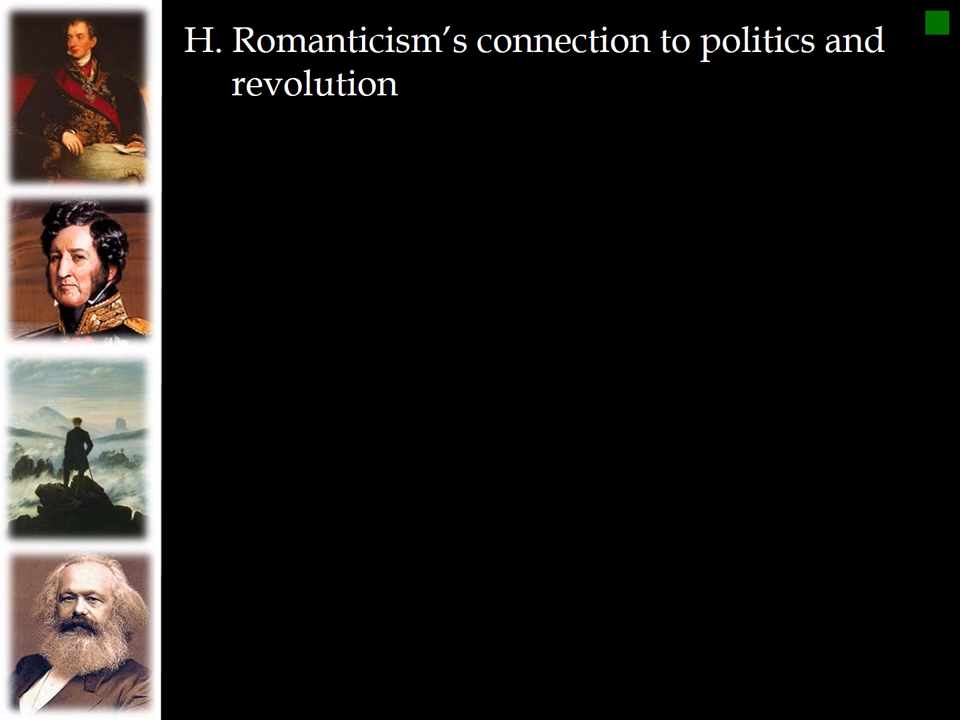 H. Romanticism’s connection to politics and
revolution